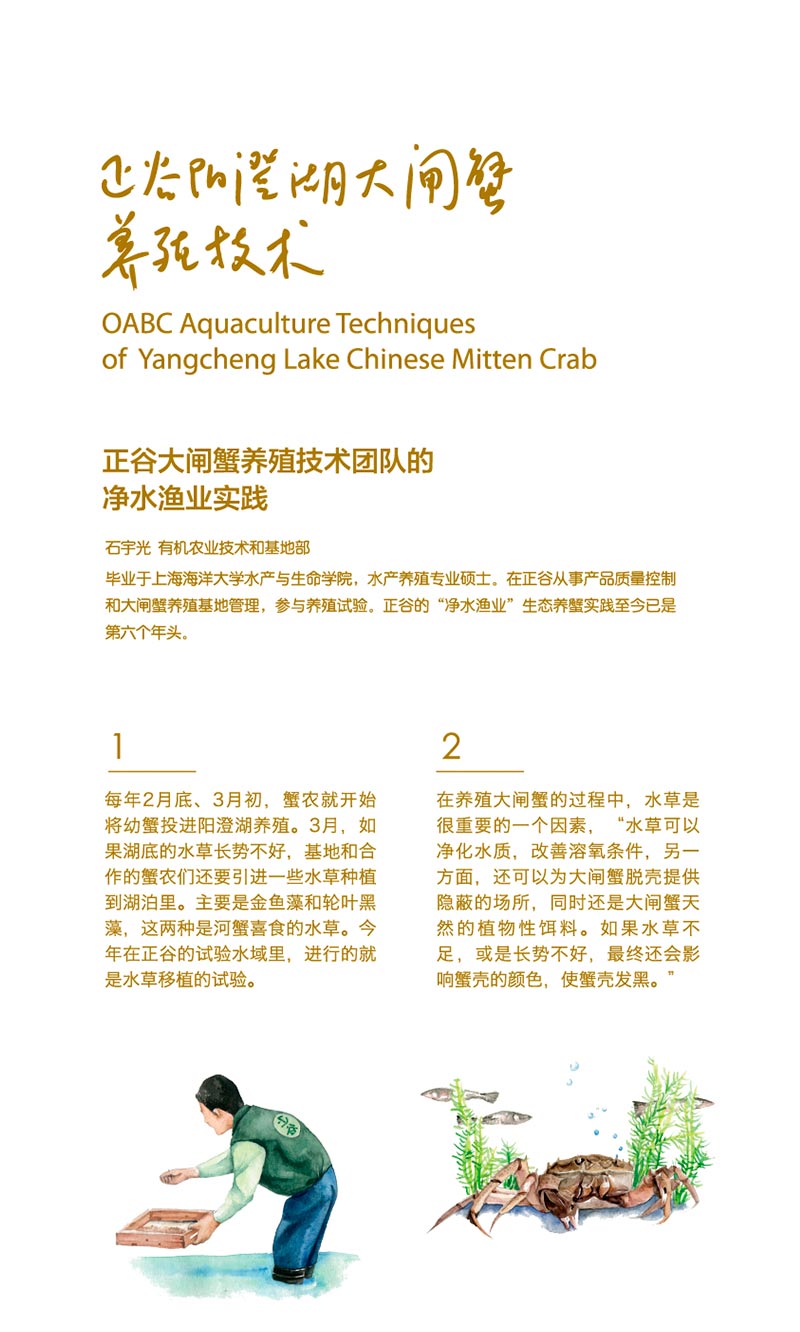 正谷阳澄湖大闸蟹
养殖技术
OABC Aquaculture Techniques
of Yangcheng Lake Chinese Mitten Crab
正谷大闸蟹养殖技术团队的
净水渔业实践
石宇光 有机农业技术和基地部
毕业于上海海洋大学水产与生命学院，水产养殖专业硕士。在正谷从事产品质量控制
和大闸蟹养殖基地管理，参与养殖试验。正谷的“净水渔业”生态养蟹实践至今已是
第六个年头。
1
每年2月底、3月初，蟹农就开始
将幼蟹投进阳澄湖养殖。3月，如
果湖底的水草长势不好，基地和合
作的蟹农们还要引进一些水草种植
到湖泊里。主要是金鱼藻和轮叶黑
藻，这两种是河蟹喜食的水草。今
年在正谷的试验水域里，进行的就
是水草移植的试验。
2
在养殖大闸蟹的过程中，水草是
很重要的一个因素，“水草可以
净化水质，改善溶氧条件，另一
方面，还可以为大闸蟹脱壳提供
隐蔽的场所，同时还是大闸蟹天
然的植物性饵料。如果水草不
足，或是长势不好，最终还会影
响蟹壳的颜色，使蟹壳发黑。”